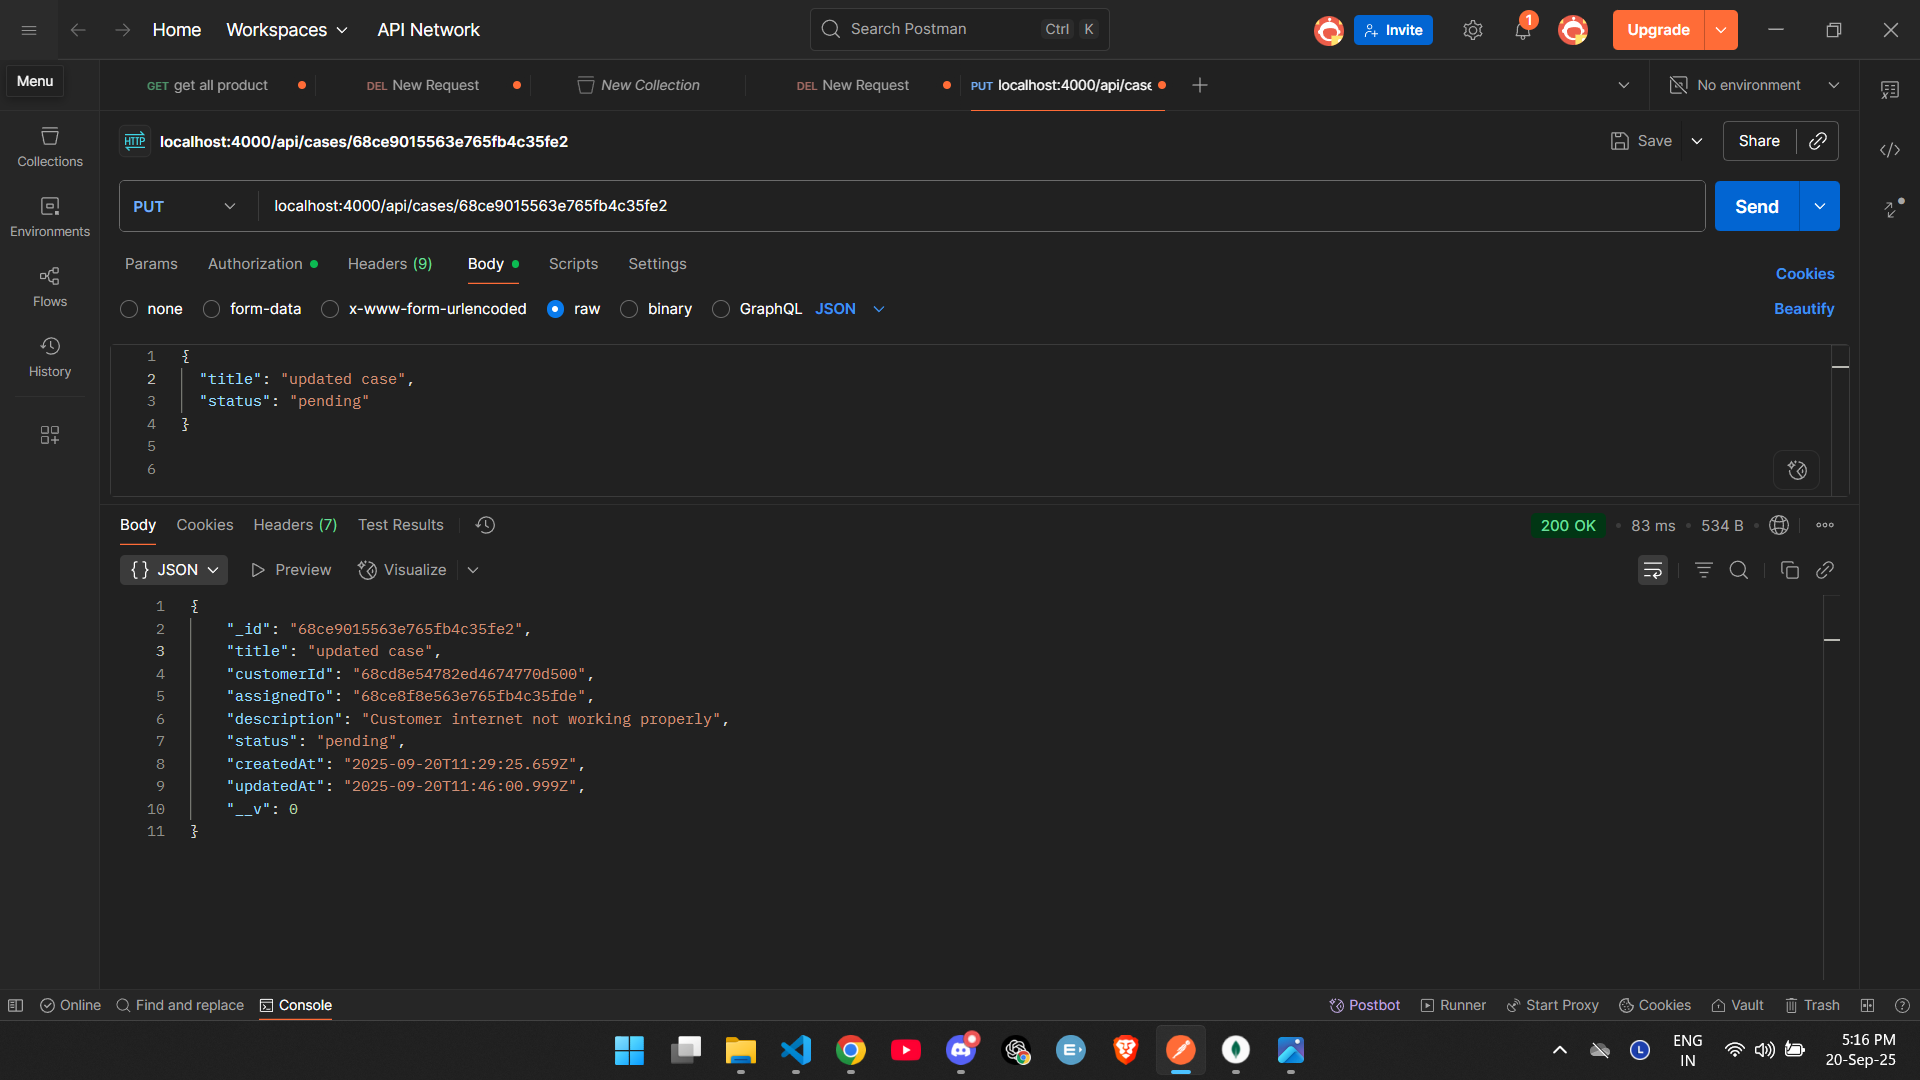 Home
Workspaces
API Network
Search Postman
Ctrl K
Invite
1
Upgrade
Menu
GET get all product
DEL New Request
New Collection
DEL New Request
PUT localhost:4000/api/case
No environment
Collections
Environments
Flows
History
HTTP localhost:4000/api/cases/68ce9015563e765fb4c35fe2
Save
Share
PUT
localhost:4000/api/cases/68ce9015563e765fb4c35fe2
Send
Params
Authorization
Headers (9)
Body
Scripts
Settings
Cookies
none
form-data
x-www-form-urlencoded
raw
binary
GraphQL
JSON
Beautify
1 {
2 "title": "updated case",
3 "status": "pending"
4 }
5
6
Body
Cookies
Headers (7)
Test Results
200 OK
83 ms
534 B
{} JSON
Preview
Visualize
1 {
2 "_id": "68ce9015563e765fb4c35fe2",
3 "title": "updated case",
4 "customerId": "68cd8e54782ed4674770d500",
5 "assignedTo": "68ce8f8e563e765fb4c35fde",
6 "description": "Customer internet not working properly",
7 "status": "pending",
8 "createdAt": "2025-09-20T11:29:25.659Z",
9 "updatedAt": "2025-09-20T11:46:00.999Z",
10 "__v": 0
11 }
Online
Find and replace
Console
Postbot
Runner
Start Proxy
Cookies
Vault
Trash
E
L
ENG
IN
5:16 PM
20-Sep-25